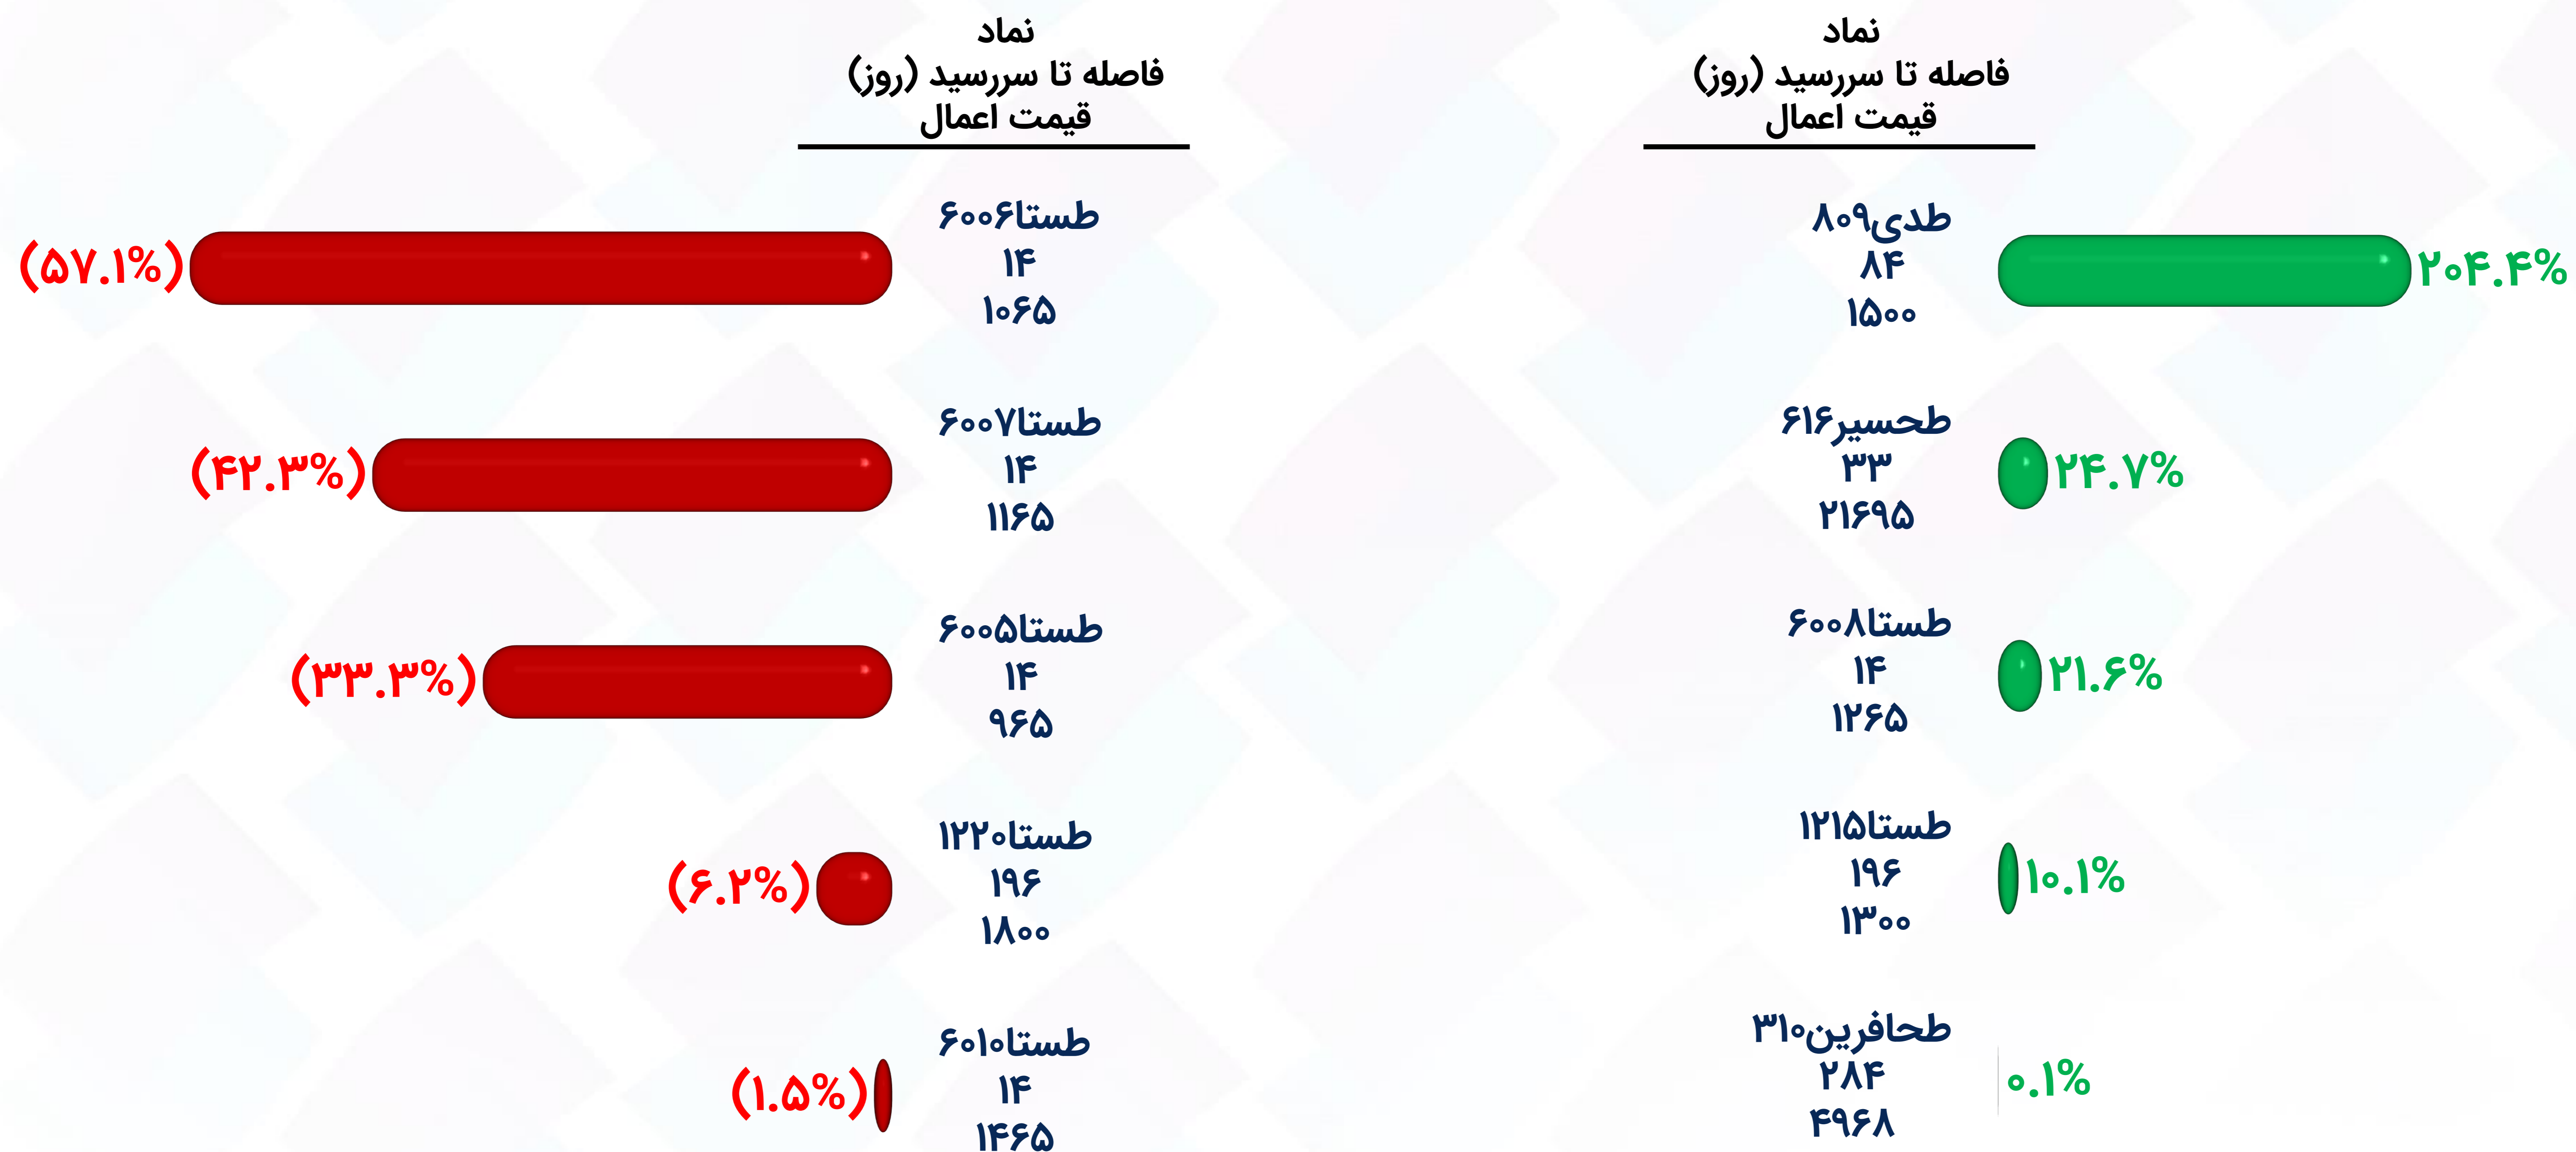 نماد
فاصله تا سررسید (روز)
قیمت اعمال
طدی۸۰۹
۸۴
۱۵۰۰
۲۰۴.۴%
طحسیر۶۱۶
۳۳
۲۱۶۹۵
۲۴.۷%
طستا۶۰۰۸
۱۴
۱۲۶۵
۲۱.۶%
طستا۱۲۱۵
۱۹۶
۱۳۰۰
۱۰.۱%
طحافرین۳۱۰
۲۸۴
۴۹۶۸
۰.۱%
نماد
فاصله تا سررسید (روز)
قیمت اعمال
طستا۶۰۰۶
۱۴
۱۰۶۵
(۵۷.۱%)
طستا۶۰۰۷
۱۴
۱۱۶۵
(۴۲.۳%)
طستا۶۰۰۵
۱۴
۹۶۵
(۳۳.۳%)
طستا۱۲۲۰
۱۹۶
۱۸۰۰
(۶.۲%)
طستا۶۰۱۰
۱۴
۱۴۶۵
(۱.۵%)